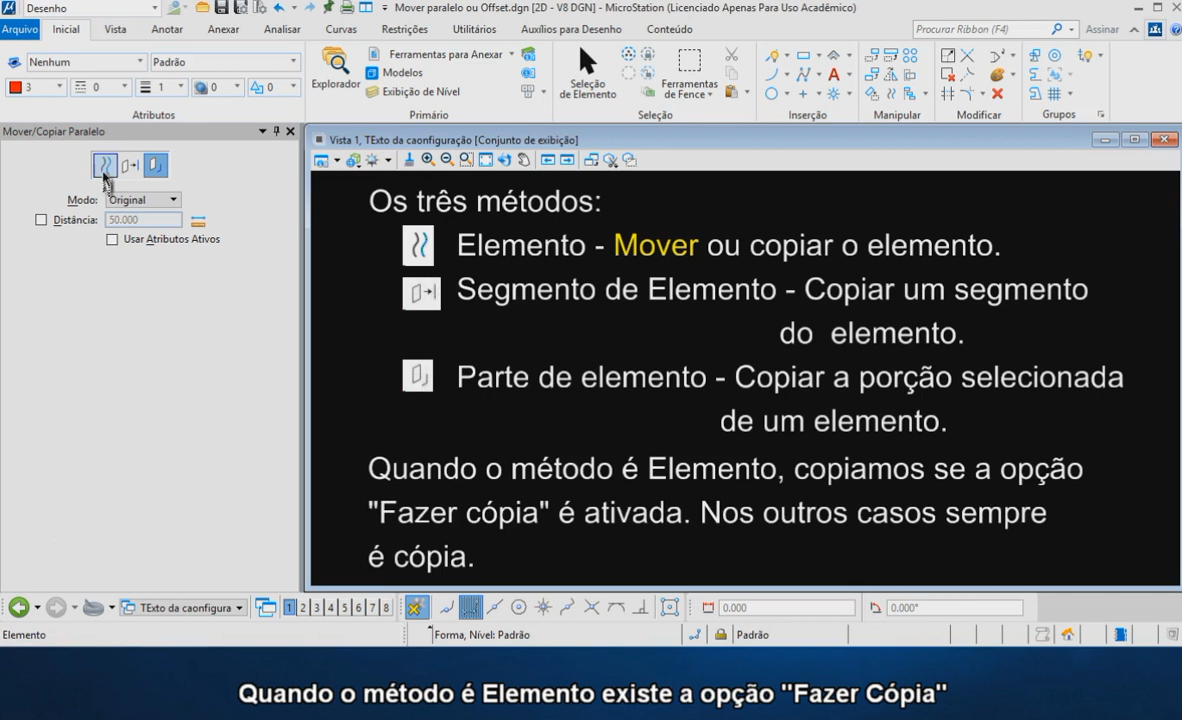 Desenho
Mover paralelo ou Offset.dgn [2D - V8 DGN] - MicroStation (Licenciado Apenas Para Uso Acadêmico)
Arquivo Inicial Vista Anotar Anexar Analisar Curvas Restrições Utilitários Auxílios para Desenho Conteúdo Procurar Ribbon (F4) Assinar
Nenhum Padrão
3 0 1 0 0
Atributos
Explorador
Ferramentas para Anexar
Modelos
Exibição de Nível
Primário
Seleção
de Elemento
Ferramentas
de Fence
Seleção
Inserção
Manipular
Modificar
Grupos
Mover/Copiar Paralelo
Modo: Original
Distância: 50.000
Usar Atributos Ativos
Vista 1, TExto da caonfiguração [Conjunto de exibição]
Os três métodos:
Elemento - Mover ou copiar o elemento.
Segmento de Elemento - Copiar um segmento
do elemento.
Parte de elemento - Copiar a porção selecionada
de um elemento.
Quando o método é Elemento, copiamos se a opção
"Fazer cópia" é ativada. Nos outros casos sempre
é cópia.
TExto da caonfigura 1 2 3 4 5 6 7 8 0.000 0.000°
Elemento Forma, Nível: Padrão Padrão
Quando o método é Elemento existe a opção "Fazer Cópia"